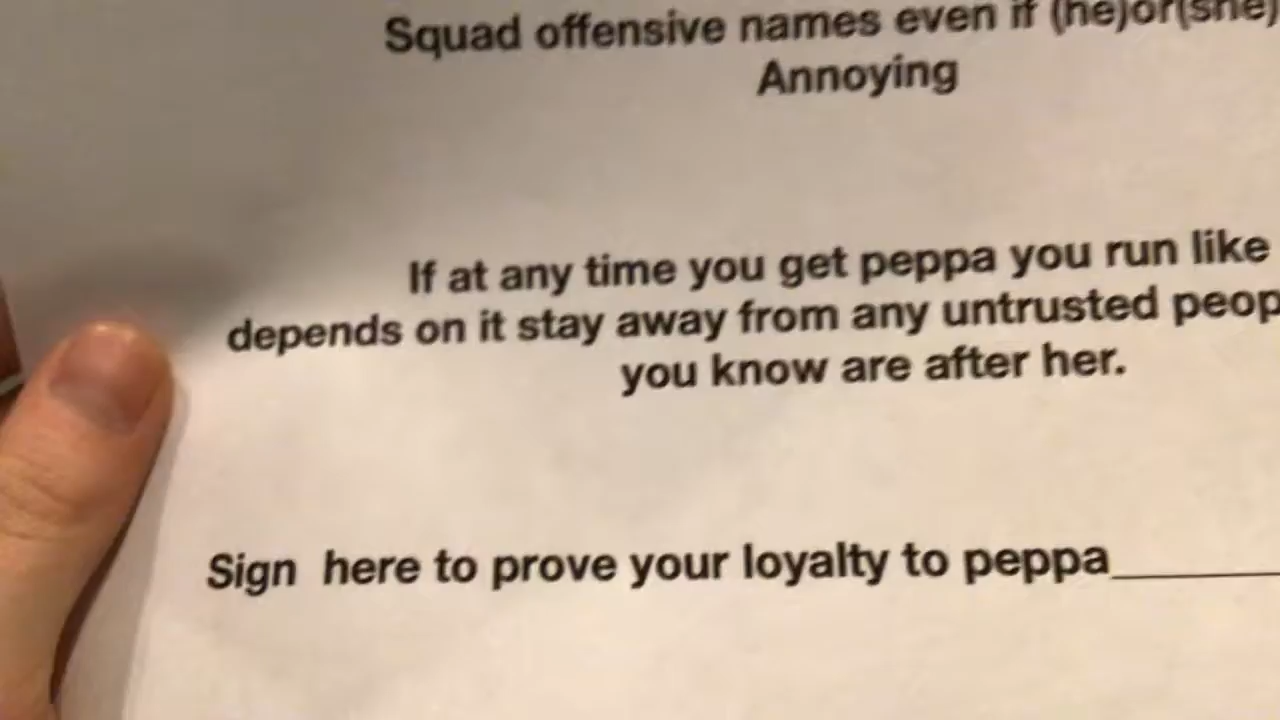 Squad offensive names even if (he)or(she)
Annoying
If at any time you get peppa you run like
depends on it stay away from any untrusted peop
you know are after her.
Sign here to prove your loyalty to peppa______